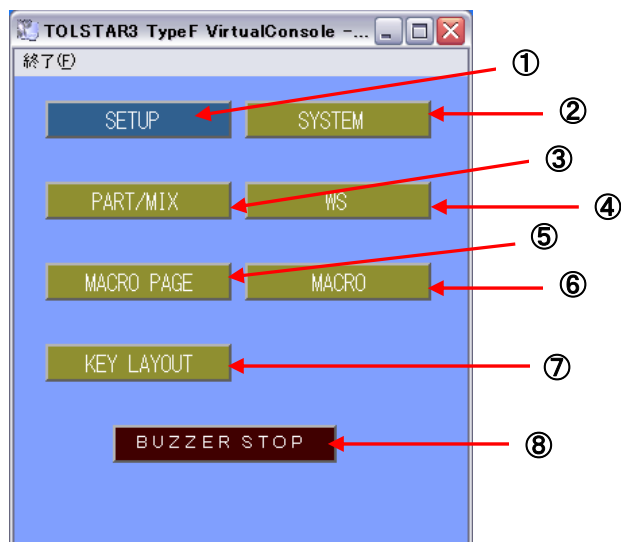 TOLSTAR3 TypeF VirtualConsole -...
終了(F)
①
SETUP
SYSTEM
②
③
PART/MIX
WS
④
⑤
MACRO PAGE
MACRO
⑥
KEY LAYOUT
⑦
BUZZER STOP
⑧